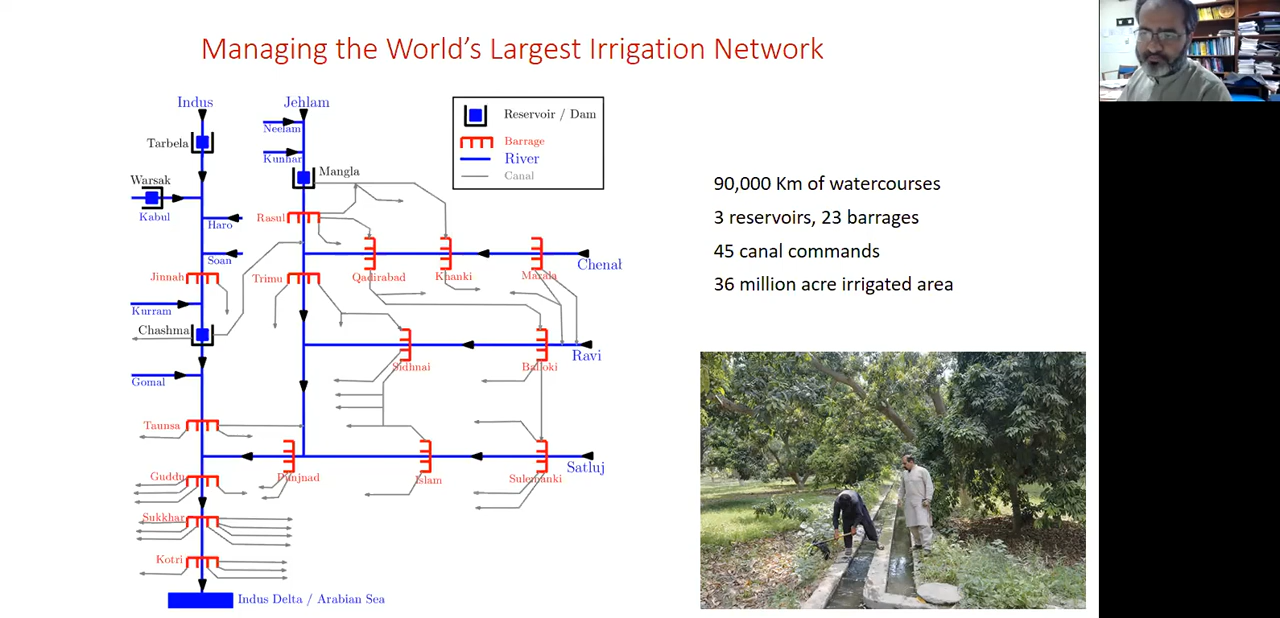 Managing the World's Largest Irrigation Network
Indus
Jehlam
Neelam
Kunhar
Tarbela
Mangla
Warsak
Kabul
Haro
Rasul
Soan
Jinnah
Trimu
Qadirabad
Khanki
Marala
Chenab
Kurram
Chashma
Sidhnai
Balloki
Ravi
Gomal
Taunsa
Guddu
Punjnad
Islam
Sulemanki
Satluj
Sukkhar
Kotri
Indus Delta / Arabian Sea
Reservoir / Dam
Barrage
River
Canal
90,000 Km of watercourses
3 reservoirs, 23 barrages
45 canal commands
36 million acre irrigated area